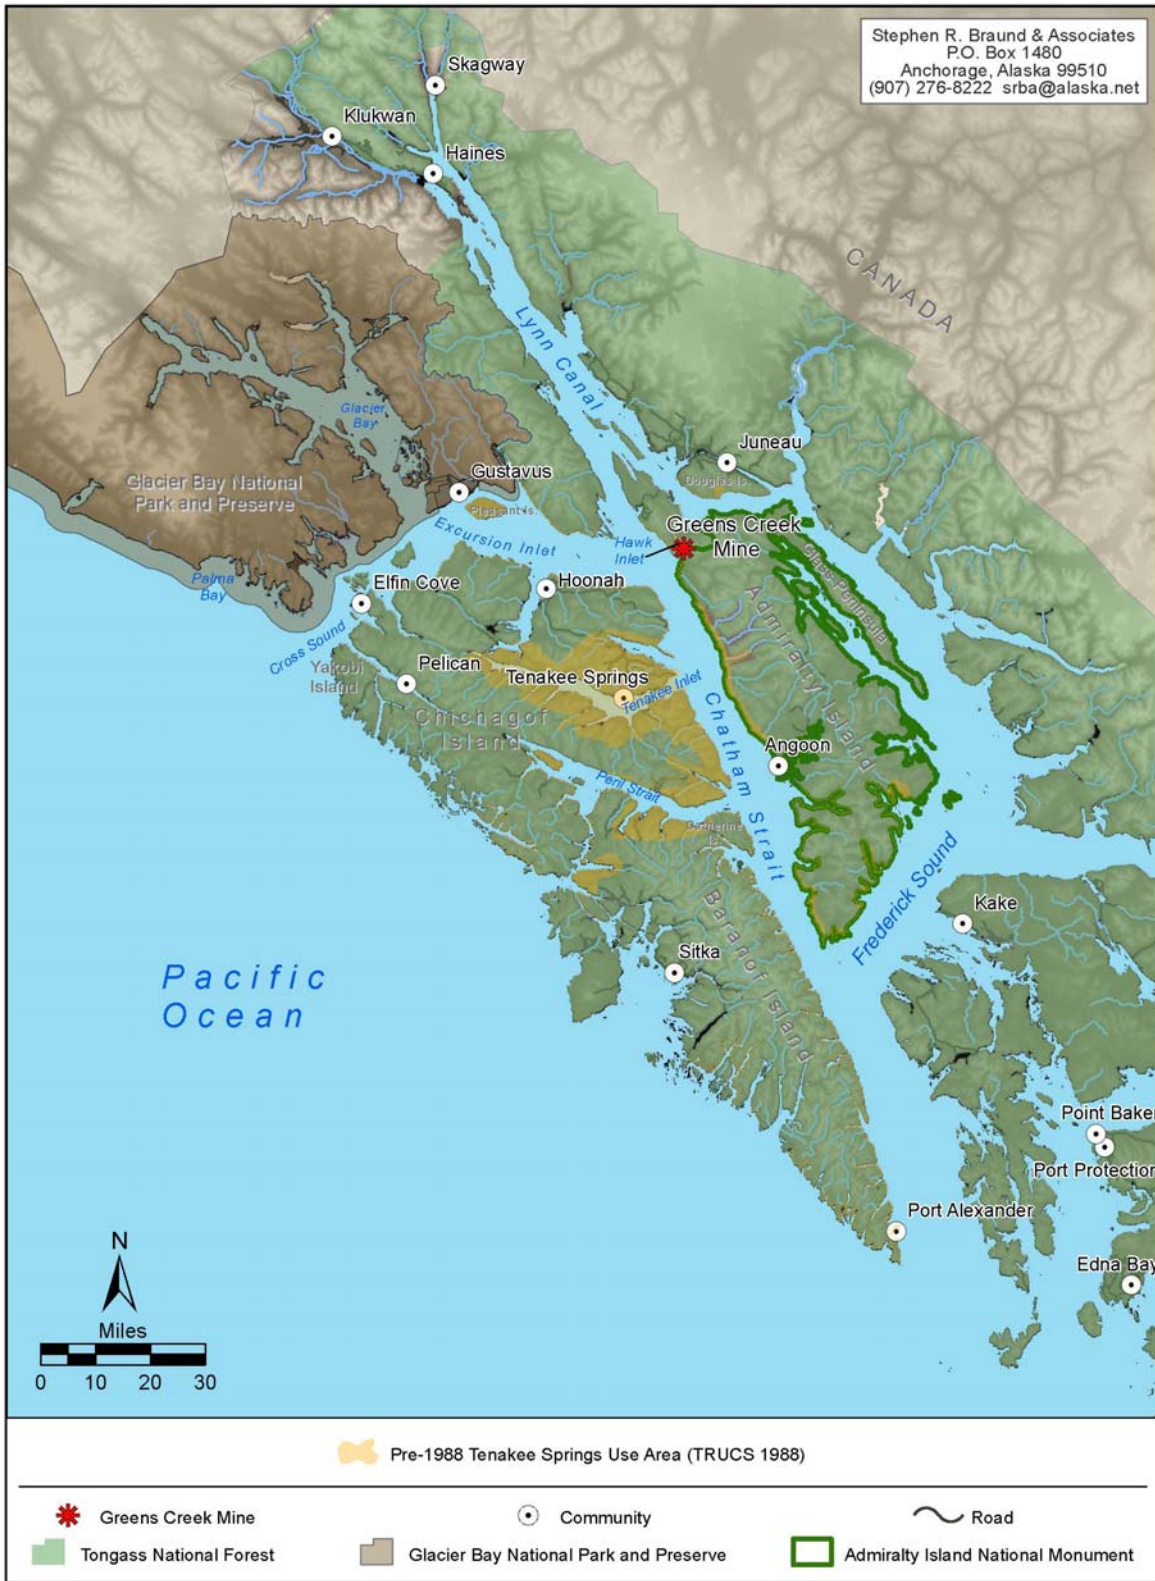 Stephen R. Braund & Associates
P.O. Box 1480
Anchorage, Alaska 99510
(907) 276-8222 srba@alaska.net
Skagway
Klukwan
Haines
CANADA
Lynn Canal
Glacier
Bay
Juneau
Douglas Is.
Gustavus
Glacier Bay National
Park and Preserve
Pleasant Is.
Excursion Inlet
Hawk
Inlet
Greens Creek
Mine
Glass Peninsula
Palma
Bay
Elfin Cove
Hoonah
Admiralty Island
Cross Sound
Yakobi
Island
Pelican
Tenakee Springs
Tenakee Inlet
Chichagof
Island
Chatham Strait
Angoon
Peril Strait
Catherine
Is.
Frederick Sound
Kake
Baranof Island
Sitka
Pacific
Ocean
Point Baker
Port Protection
Port Alexander
Edna Bay
N
Miles
0 10 20 30
Pre-1988 Tenakee Springs Use Area (TRUCS 1988)
Greens Creek Mine
Community
Road
Tongass National Forest
Glacier Bay National Park and Preserve
Admiralty Island National Monument